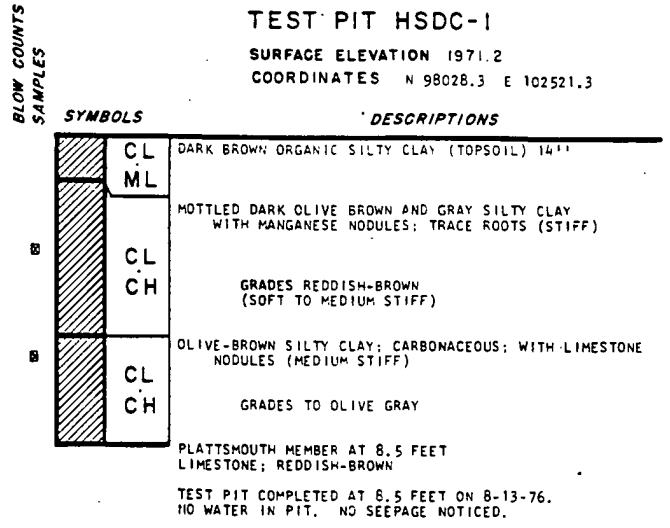 TEST PIT HSDC-1
SURFACE ELEVATION 1971.2
COORDINATES N 98028.3 E 102521.3
BLOW COUNTS
SAMPLES
SYMBOLS
DESCRIPTIONS
CL
ML
DARK BROWN ORGANIC SILTY CLAY (TOPSOIL) 14"
MOTTLED DARK OLIVE BROWN AND GRAY SILTY CLAY
WITH MANGANESE NODULES; TRACE ROOTS (STIFF)
CL
CH
GRADES REDDISH-BROWN
(SOFT TO MEDIUM STIFF)
OLIVE-BROWN SILTY CLAY; CARBONACEOUS; WITH LIMESTONE
NODULES (MEDIUM STIFF)
CL
CH
GRADES TO OLIVE GRAY
PLATTSMOUTH MEMBER AT 8.5 FEET
LIMESTONE; REDDISH-BROWN
TEST PIT COMPLETED AT 8.5 FEET ON 8-13-76.
NO WATER IN PIT. NO SEEPAGE NOTICED.